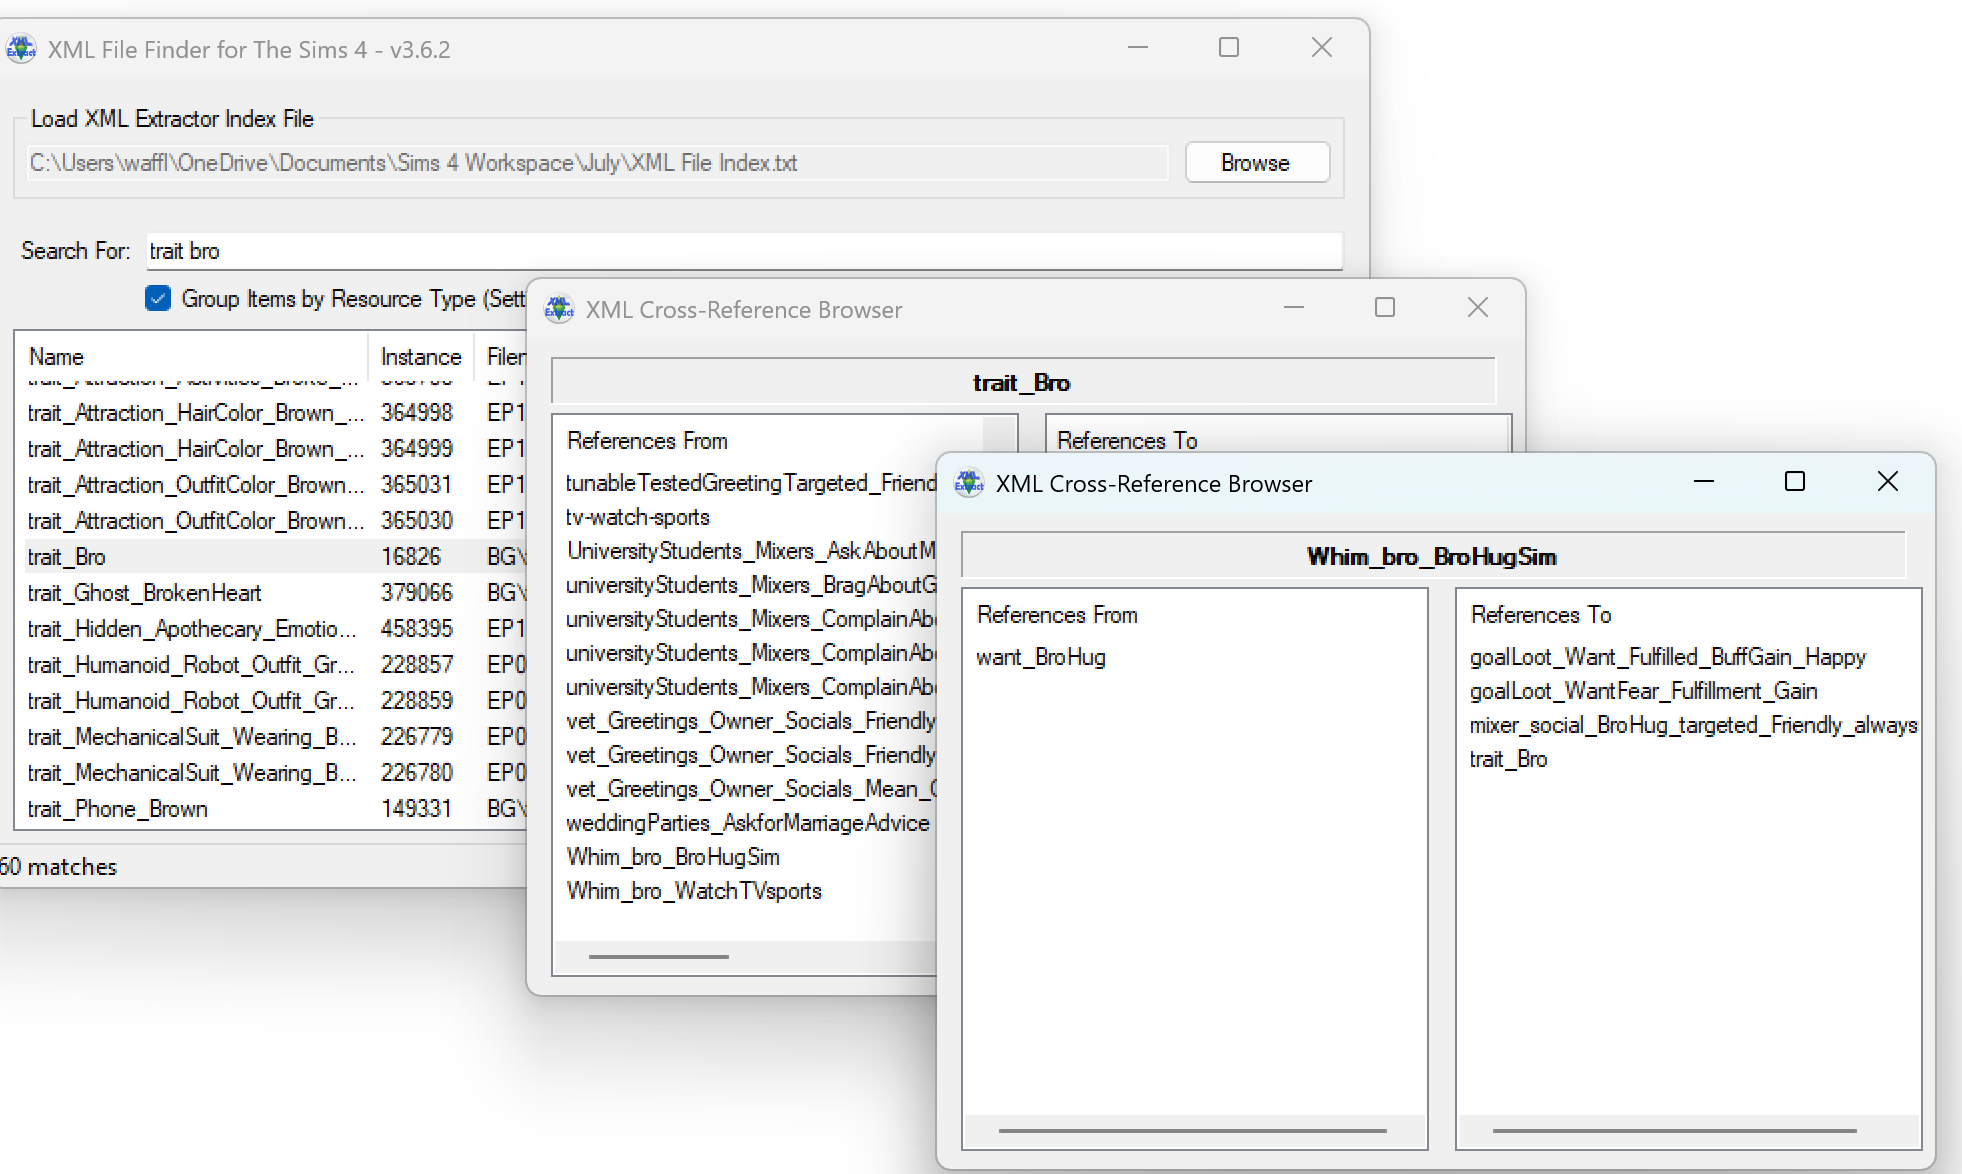 XML File Finder for The Sims 4 - v3.6.2
Load XML Extractor Index File
C:\Users\waffl\OneDrive\Documents\Sims 4 Workspace\July\XML File Index.txt
Browse
Search For:
trait bro
Group Items by Resource Type (Sett
Name
Instance
Filen
trait_Attraction_HairColor_Brown_... 364998 EP1
trait_Attraction_HairColor_Brown_... 364999 EP1
trait_Attraction_OutfitColor_Brown... 365031 EP1
trait_Attraction_OutfitColor_Brown... 365030 EP1
trait_Bro 16826 BG\
trait_Ghost_BrokenHeart 379066 BG\
trait_Hidden_Apothecary_Emotio... 458395 EP1
trait_Humanoid_Robot_Outfit_Gr... 228857 EP0
trait_Humanoid_Robot_Outfit_Gr... 228859 EP0
trait_MechanicalSuit_Wearing_B... 226779 EP0
trait_MechanicalSuit_Wearing_B... 226780 EP0
trait_Phone_Brown 149331 BG\
60 matches
XML Cross-Reference Browser
trait_Bro
References From
References To
tunableTestedGreetingTargeted_Friend
tv-watch-sports
UniversityStudents_Mixers_AskAboutM
universityStudents_Mixers_BragAboutG
universityStudents_Mixers_ComplainAb
universityStudents_Mixers_ComplainAb
universityStudents_Mixers_ComplainAb
vet_Greetings_Owner_Socials_Friendly
vet_Greetings_Owner_Socials_Friendly
vet_Greetings_Owner_Socials_Mean_
weddingParties_AskforMarriageAdvice
Whim_bro_BroHugSim
Whim_bro_WatchTVsports
XML Cross-Reference Browser
Whim_bro_BroHugSim
References From
want_BroHug
References To
goalLoot_Want_Fulfilled_BuffGain_Happy
goalLoot_WantFear_Fulfillment_Gain
mixer_social_BroHug_targeted_Friendly_always
trait_Bro